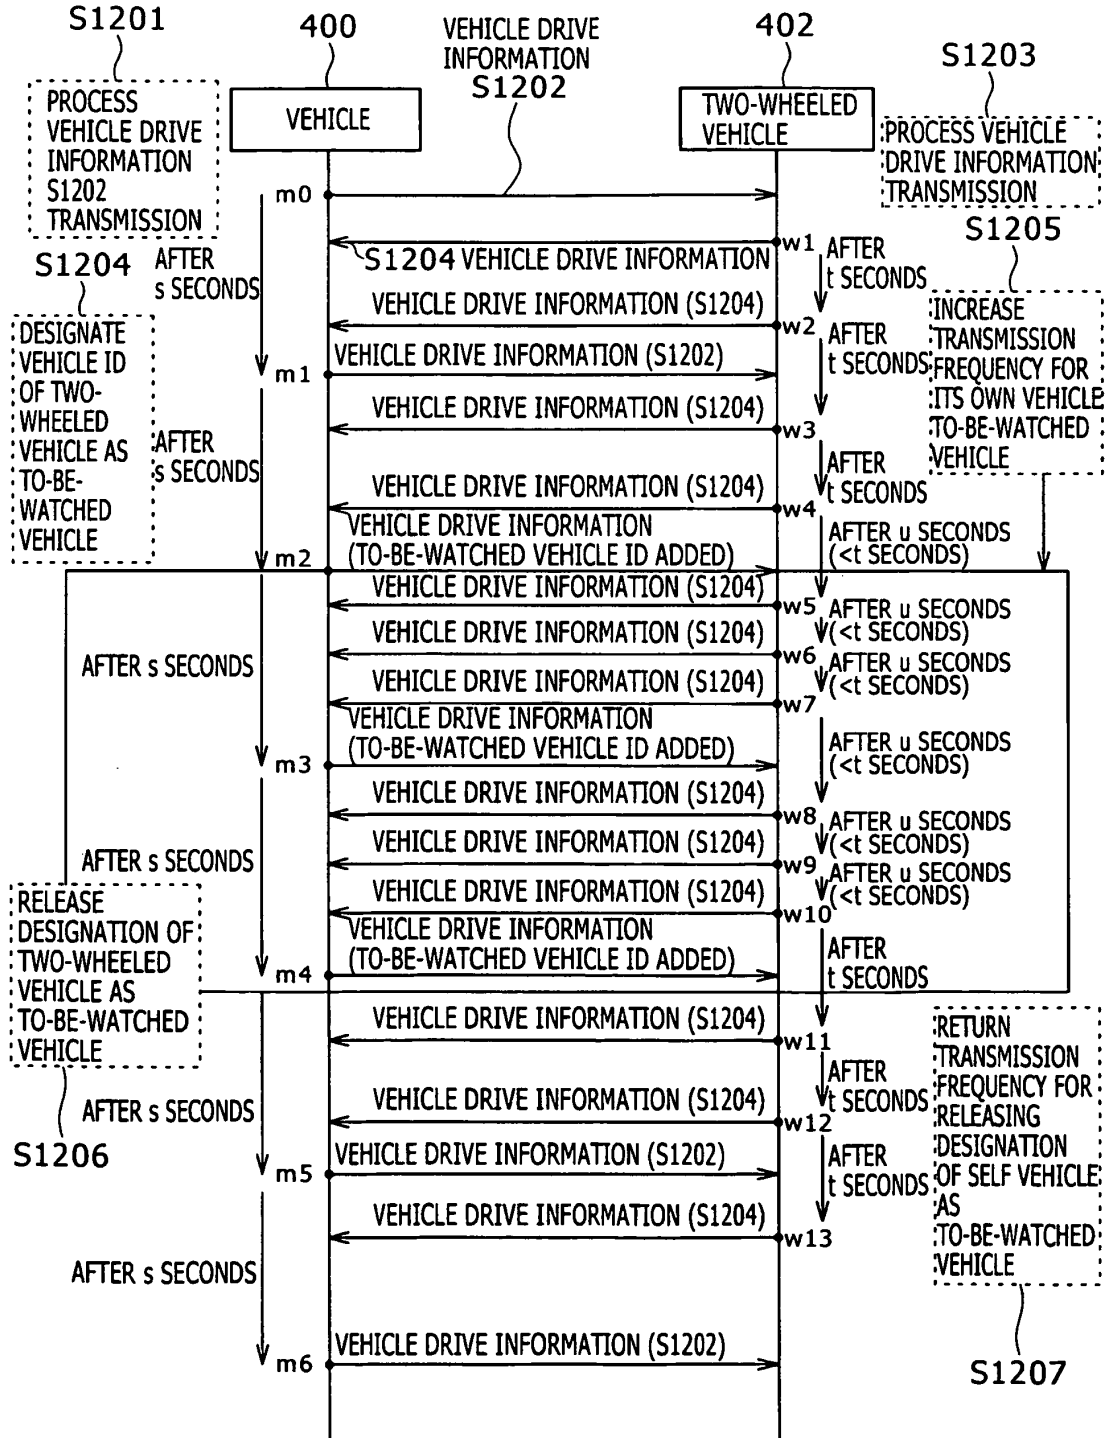 S1201
400
VEHICLE DRIVE
INFORMATION
S1202
402
S1203
PROCESS
VEHICLE DRIVE
INFORMATION
S1202
TRANSMISSION
VEHICLE
TWO-WHEELED
VEHICLE
PROCESS VEHICLE
DRIVE INFORMATION
TRANSMISSION
m0
S1205
w1
S1204 VEHICLE DRIVE INFORMATION
AFTER
t SECONDS
S1204
AFTER
s SECONDS
VEHICLE DRIVE INFORMATION (S1204)
w2
INCREASE
TRANSMISSION
FREQUENCY FOR
ITS OWN VEHICLE
TO-BE-WATCHED
VEHICLE
DESIGNATE
VEHICLE ID
OF TWO-
WHEELED
VEHICLE AS
TO-BE-
WATCHED
VEHICLE
AFTER
t SECONDS
VEHICLE DRIVE INFORMATION (S1202)
m1
VEHICLE DRIVE INFORMATION (S1204)
w3
AFTER
s SECONDS
AFTER
t SECONDS
VEHICLE DRIVE INFORMATION (S1204)
w4
VEHICLE DRIVE INFORMATION
(TO-BE-WATCHED VEHICLE ID ADDED)
m2
AFTER u SECONDS
(<t SECONDS)
VEHICLE DRIVE INFORMATION (S1204)
w5
AFTER u SECONDS
(<t SECONDS)
VEHICLE DRIVE INFORMATION (S1204)
w6
AFTER s SECONDS
AFTER u SECONDS
(<t SECONDS)
VEHICLE DRIVE INFORMATION (S1204)
w7
VEHICLE DRIVE INFORMATION
(TO-BE-WATCHED VEHICLE ID ADDED)
m3
AFTER u SECONDS
(<t SECONDS)
VEHICLE DRIVE INFORMATION (S1204)
w8
AFTER u SECONDS
(<t SECONDS)
VEHICLE DRIVE INFORMATION (S1204)
w9
AFTER s SECONDS
AFTER u SECONDS
(<t SECONDS)
VEHICLE DRIVE INFORMATION (S1204)
w10
RELEASE
DESIGNATION OF
TWO-WHEELED
VEHICLE AS
TO-BE-WATCHED
VEHICLE
VEHICLE DRIVE INFORMATION
(TO-BE-WATCHED VEHICLE ID ADDED)
m4
AFTER
t SECONDS
VEHICLE DRIVE INFORMATION (S1204)
w11
RETURN
TRANSMISSION
FREQUENCY FOR
RELEASING
DESIGNATION
OF SELF VEHICLE
AS
TO-BE-WATCHED
VEHICLE
AFTER
t SECONDS
AFTER s SECONDS
VEHICLE DRIVE INFORMATION (S1204)
w12
S1206
VEHICLE DRIVE INFORMATION (S1202)
m5
AFTER
t SECONDS
VEHICLE DRIVE INFORMATION (S1204)
w13
AFTER s SECONDS
VEHICLE DRIVE INFORMATION (S1202)
m6
S1207